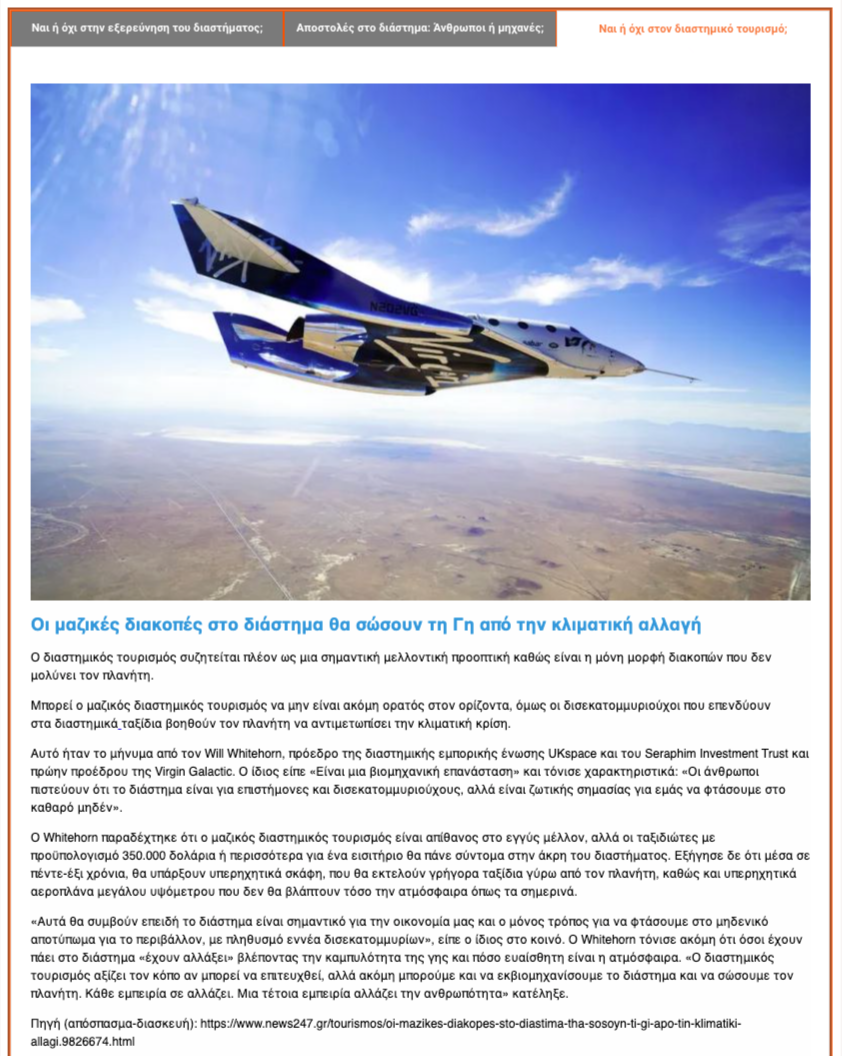 Ναι ή όχι στην εξερεύνηση του διαστήματος;
Αποστολές στο διάστημα: Άνθρωποι ή μηχανές;
Ναι ή όχι στον διαστημικό τουρισμό;
N202VG
Virgin
Οι μαζικές διακοπές στο διάστημα θα σώσουν τη Γη από την κλιματική αλλαγή
Ο διαστημικός τουρισμός συζητείται πλέον ως μια σημαντική μελλοντική προοπτική καθώς είναι η μόνη μορφή διακοπών που δεν
μολύνει τον πλανήτη.
Μπορεί ο μαζικός διαστημικός τουρισμός να μην είναι ακόμη ορατός στον ορίζοντα, όμως οι δισεκατομμυριούχοι που επενδύουν
στα διαστημικά ταξίδια βοηθούν τον πλανήτη να αντιμετωπίσει την κλιματική κρίση.
Αυτό ήταν το μήνυμα από τον Will Whitehorn, πρόεδρο της διαστημικής εμπορικής ένωσης UKspace και του Seraphim Investment Trust και
πρώην προέδρου της Virgin Galactic. Ο ίδιος είπε «Είναι μια βιομηχανική επανάσταση» και τόνισε χαρακτηριστικά: «Οι άνθρωποι
πιστεύουν ότι το διάστημα είναι για επιστήμονες και δισεκατομμυριούχους, αλλά είναι ζωτικής σημασίας για εμάς να φτάσουμε στο
καθαρό μηδέν».
Ο Whitehorn παραδέχτηκε ότι ο μαζικός διαστημικός τουρισμός είναι απίθανος στο εγγύς μέλλον, αλλά οι ταξιδιώτες με
προϋπολογισμό 350.000 δολάρια ή περισσότερα για ένα εισιτήριο θα πάνε σύντομα στην άκρη του διαστήματος. Εξήγησε δε ότι μέσα σε
πέντε-έξι χρόνια, θα υπάρξουν υπερηχητικά σκάφη, που θα εκτελούν γρήγορα ταξίδια γύρω από τον πλανήτη, καθώς και υπερηχητικά
αεροπλάνα μεγάλου υψόμετρου που δεν θα βλάπτουν τόσο την ατμόσφαιρα όπως τα σημερινά.
«Αυτά θα συμβούν επειδή το διάστημα είναι σημαντικό για την οικονομία μας και ο μόνος τρόπος για να φτάσουμε στο μηδενικό
αποτύπωμα για το περιβάλλον, με πληθυσμό εννέα δισεκατομμυρίων», είπε ο ίδιος στο κοινό. Ο Whitehorn τόνισε ακόμη ότι όσοι έχουν
πάει στο διάστημα «έχουν αλλάξει» βλέποντας την καμπυλότητα της γης και πόσο ευαίσθητη είναι η ατμόσφαιρα. «Ο διαστημικός
τουρισμός αξίζει τον κόπο αν μπορεί να επιτευχθεί, αλλά ακόμη μπορούμε και να εκβιομηχανίσουμε το διάστημα και να σώσουμε τον
πλανήτη. Κάθε εμπειρία σε αλλάζει. Μια τέτοια εμπειρία αλλάζει την ανθρωπότητα» κατέληξε.
Πηγή (απόσπασμα-διασκευή): https://www.news247.gr/tourismos/oi-mazikes-diakopes-sto-diastima-tha-sosoyn-ti-gi-apo-tin-klimatiki-
allagi.9826674.html